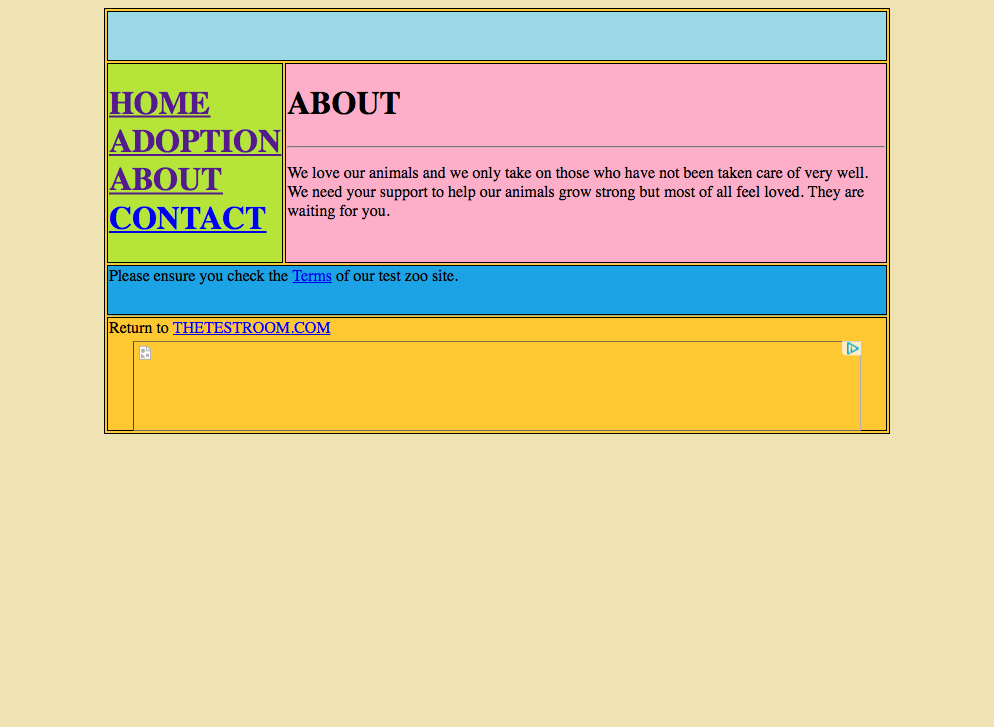 HOME
ADOPTION
ABOUT
CONTACT
ABOUT
We love our animals and we only take on those who have not been taken care of very well.
We need your support to help our animals grow strong but most of all feel loved. They are
waiting for you.
Please ensure you check the Terms of our test zoo site.
Return to THETESTROOM.COM